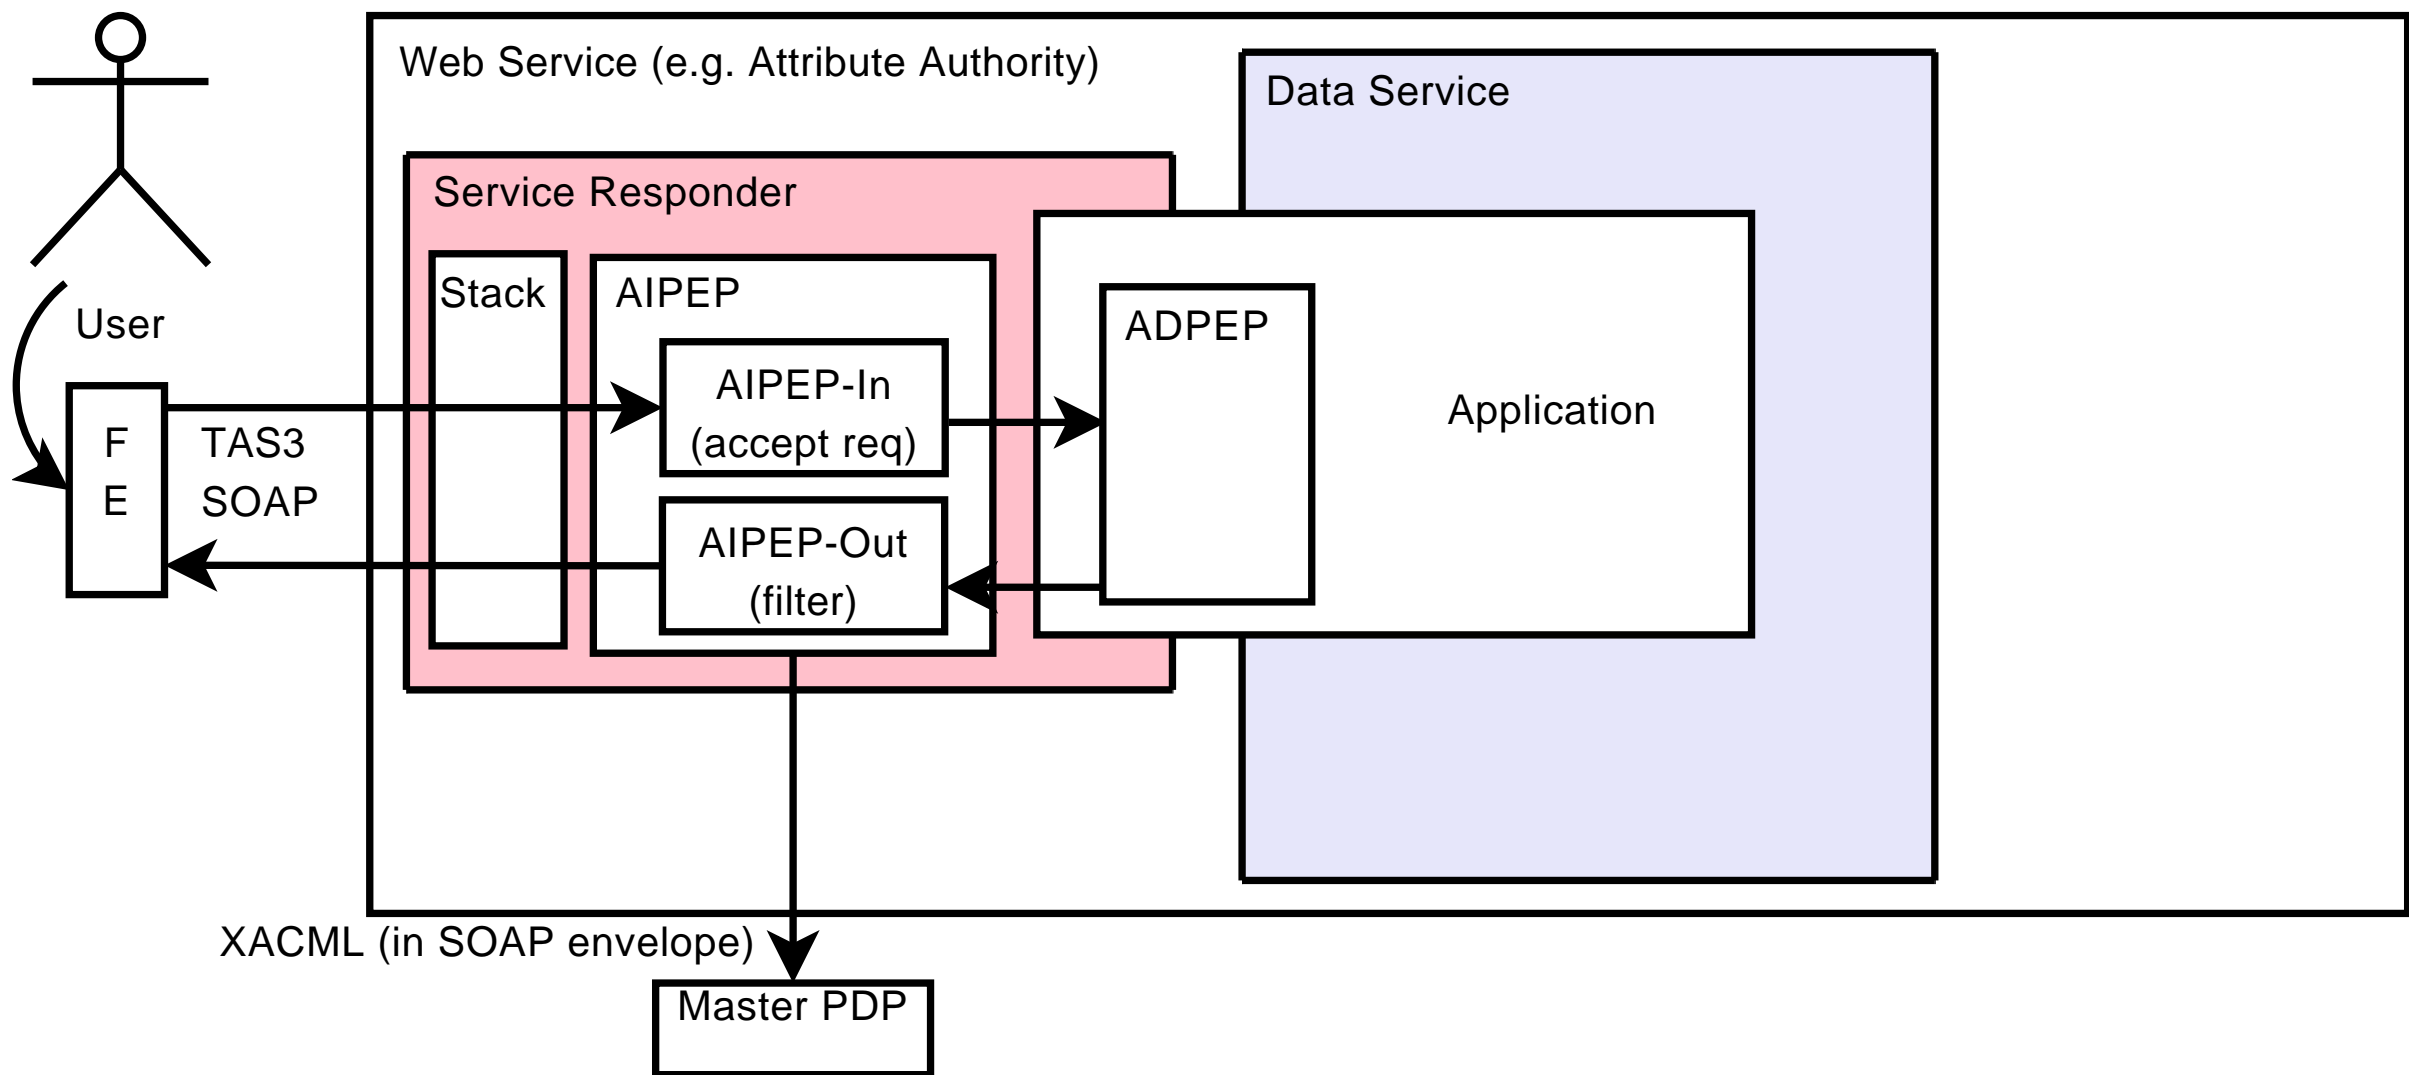 Web Service (e.g. Attribute Authority)
Data Service
Service Responder
Stack
AIPEP
User
ADPEP
AIPEP-In
(accept req)
Application
F
E
TAS3
SOAP
AIPEP-Out
(filter)
XACML (in SOAP envelope)
Master PDP